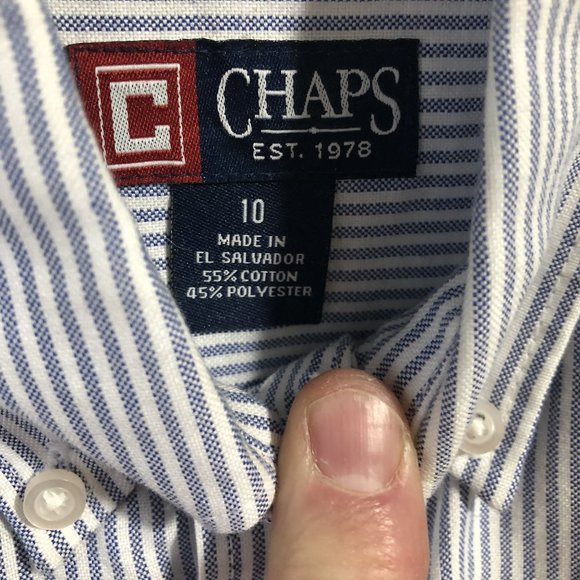 C
CHAPS
EST. 1978
10
MADE IN
EL SALVADOR
55% COTTON
45% POLYESTER